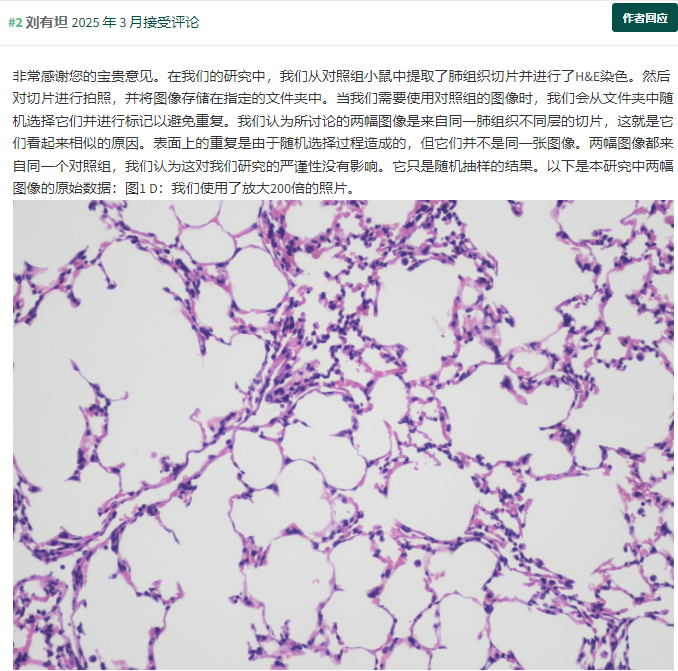 #2 刘有坦 2025 年 3 月接受评论
作者回应
非常感谢您的宝贵意见。在我们的研究中，我们从对照组小鼠中提取了肺组织切片并进行了H&E染色。然后
对切片进行拍照，并将图像存储在指定的文件夹中。当我们需要使用对照组的图像时，我们会从文件夹中随
机选择它们并进行标记以避免重复。我们认为所讨论的两幅图像是来自同一肺组织不同层的切片，这就是它
们看起来相似的原因。表面上的重复是由于随机选择过程造成的，但它们并不是同一张图像。两幅图像都来
自同一个对照组，我们认为这对我们研究的严谨性没有影响。它只是随机抽样的结果。以下是本研究中两幅
图像的原始数据：图1 D：我们使用了放大200倍的照片。